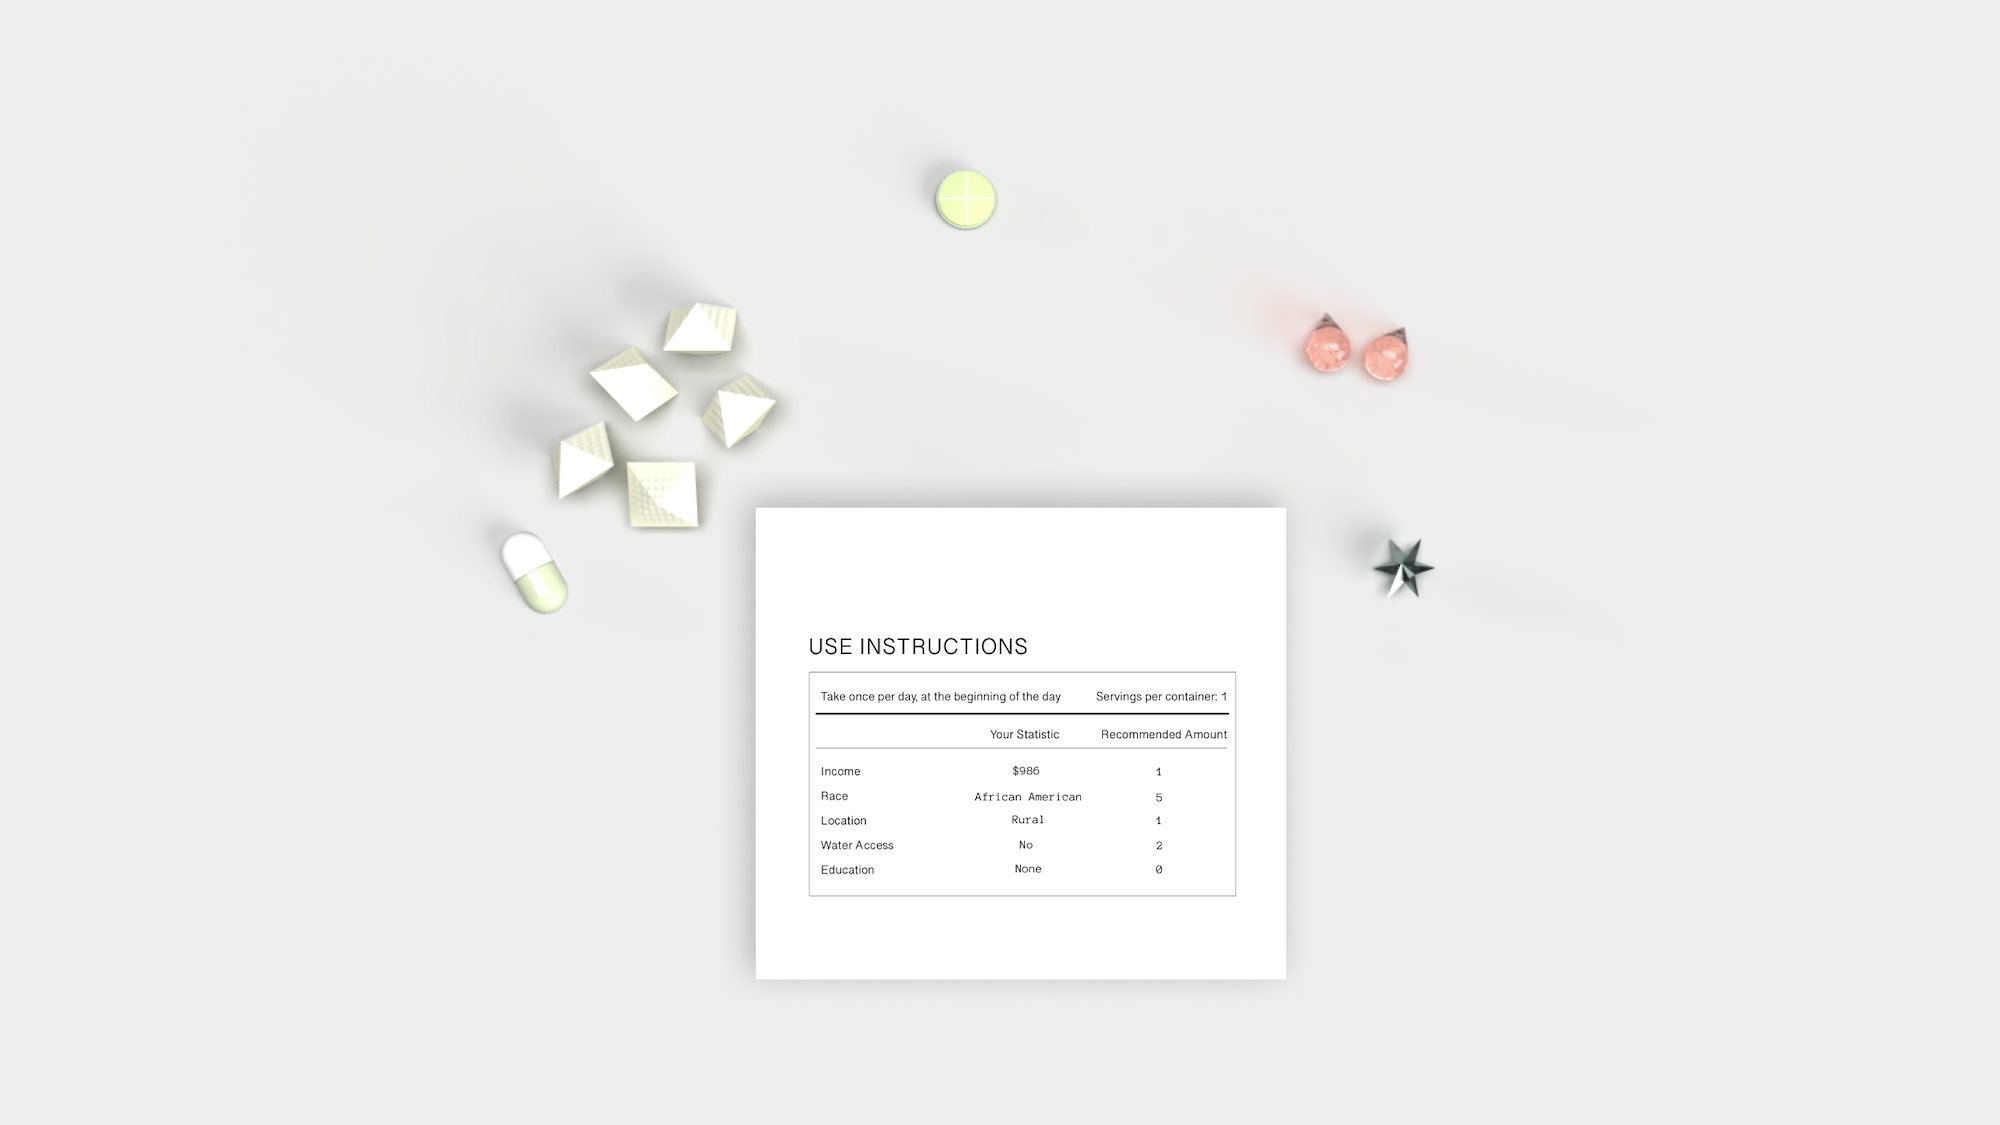 USE INSTRUCTIONS
Take once per day, at the beginning of the day Servings per container: 1
Your Statistic Recommended Amount
Income $986 1
Race African American 5
Location Rural 1
Water Access No 2
Education None 0